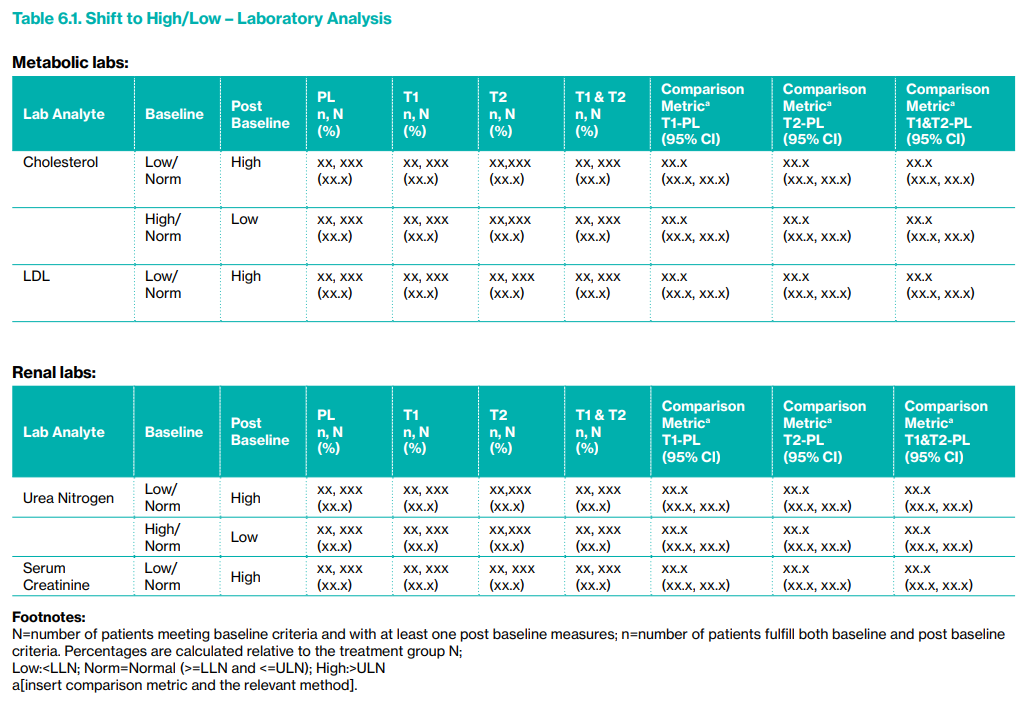 Table 6.1. Shift to High/Low – Laboratory Analysis
Metabolic labs:
Lab Analyte Baseline Post Baseline PL n, N (%) T1 n, N (%) T2 n, N (%) T1 & T2 n, N (%) Comparison Metricᵃ T1-PL (95% CI) Comparison Metricᵃ T2-PL (95% CI) Comparison Metricᵃ T1&T2-PL (95% CI)
Cholesterol Low/ High xx, xxx xx, xxx xx,xxx xx, xxx xx.x xx.x xx.x
Norm (xx.x) (xx.x) (xx.x) (xx.x) (xx.x, xx.x) (xx.x, xx.x) (xx.x, xx.x)
High/ Low xx, xxx xx, xxx xx,xxx xx, xxx xx.x xx.x xx.x
Norm (xx.x) (xx.x) (xx.x) (xx.x) (xx.x, xx.x) (xx.x, xx.x) (xx.x, xx.x)
LDL Low/ High xx, xxx xx, xxx xx, xxx xx, xxx xx.x xx.x xx.x
Norm (xx.x) (xx.x) (xx.x) (xx.x) (xx.x, xx.x) (xx.x, xx.x) (xx.x, xx.x)
Renal labs:
Lab Analyte Baseline Post Baseline PL n, N (%) T1 n, N (%) T2 n, N (%) T1 & T2 n, N (%) Comparison Metricᵃ T1-PL (95% CI) Comparison Metricᵃ T2-PL (95% CI) Comparison Metricᵃ T1&T2-PL (95% CI)
Urea Nitrogen Low/ High xx, xxx xx, xxx xx,xxx xx, xxx xx.x xx.x xx.x
Norm (xx.x) (xx.x) (xx.x) (xx.x) (xx.x, xx.x) (xx.x, xx.x) (xx.x, xx.x)
High/ Low xx, xxx xx, xxx xx,xxx xx, xxx xx.x xx.x xx.x
Norm (xx.x) (xx.x) (xx.x) (xx.x) (xx.x, xx.x) (xx.x, xx.x) (xx.x, xx.x)
Serum Low/ High xx, xxx xx, xxx xx, xxx xx, xxx xx.x xx.x xx.x
Creatinine Norm (xx.x) (xx.x) (xx.x) (xx.x) (xx.x, xx.x) (xx.x, xx.x) (xx.x, xx.x)
Footnotes:
N=number of patients meeting baseline criteria and with at least one post baseline measures; n=number of patients fulfill both baseline and post baseline
criteria. Percentages are calculated relative to the treatment group N;
Low:<LLN; Norm=Normal (>=LLN and <=ULN); High:>ULN
a[insert comparison metric and the relevant method].